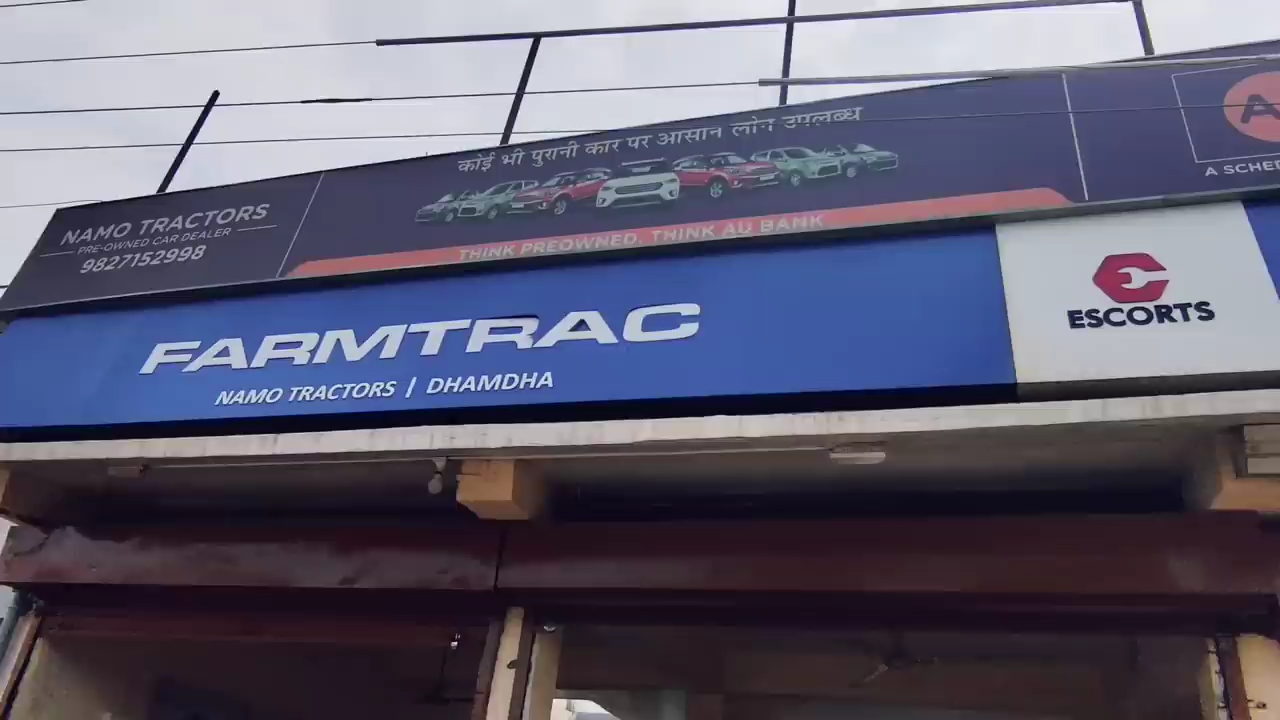 NAMO TRACTORS
PRE-OWNED CAR DEALER
9827152998
कोई भी पुरानी कार पर आसान लोन उपलब्ध
THINK PREOWNED. THINK AU BANK
A
FARMTRAC
NAMO TRACTORS | DHAMDHA
ESCORTS